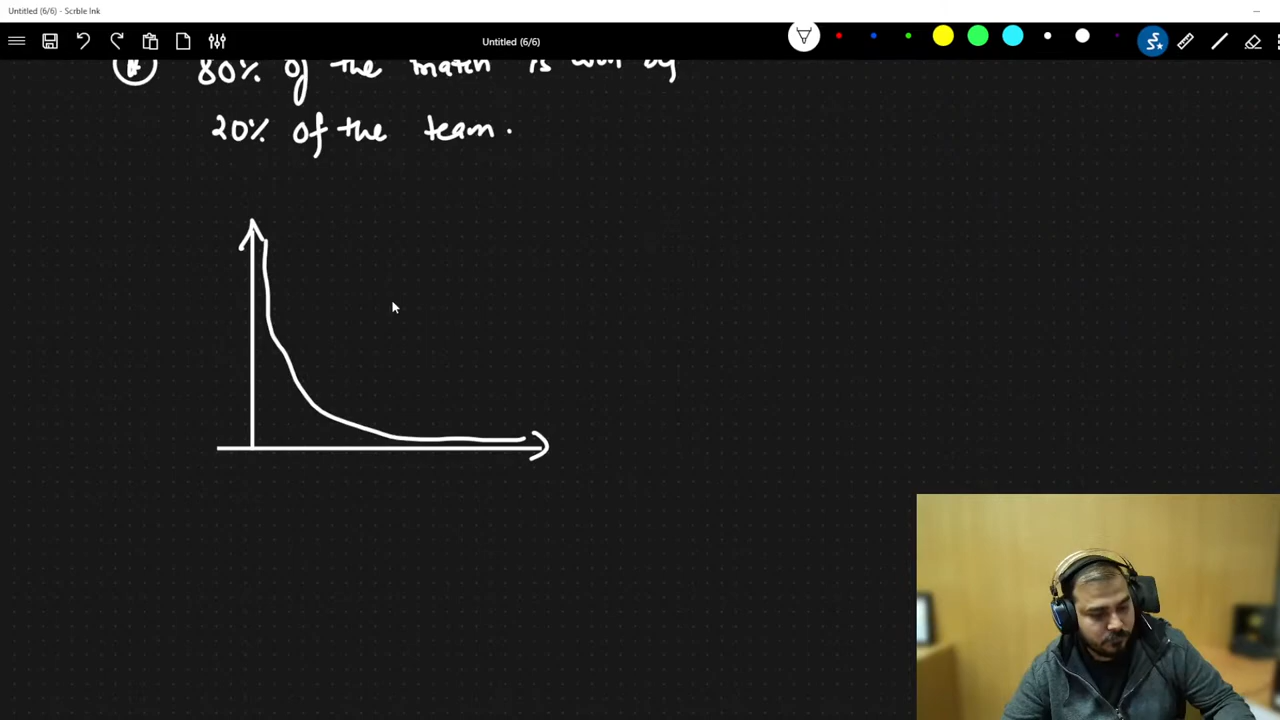 Untitled (6/6) - Scrble Ink
Untitled (6/6)
80% of the match is won by
20% of the team.